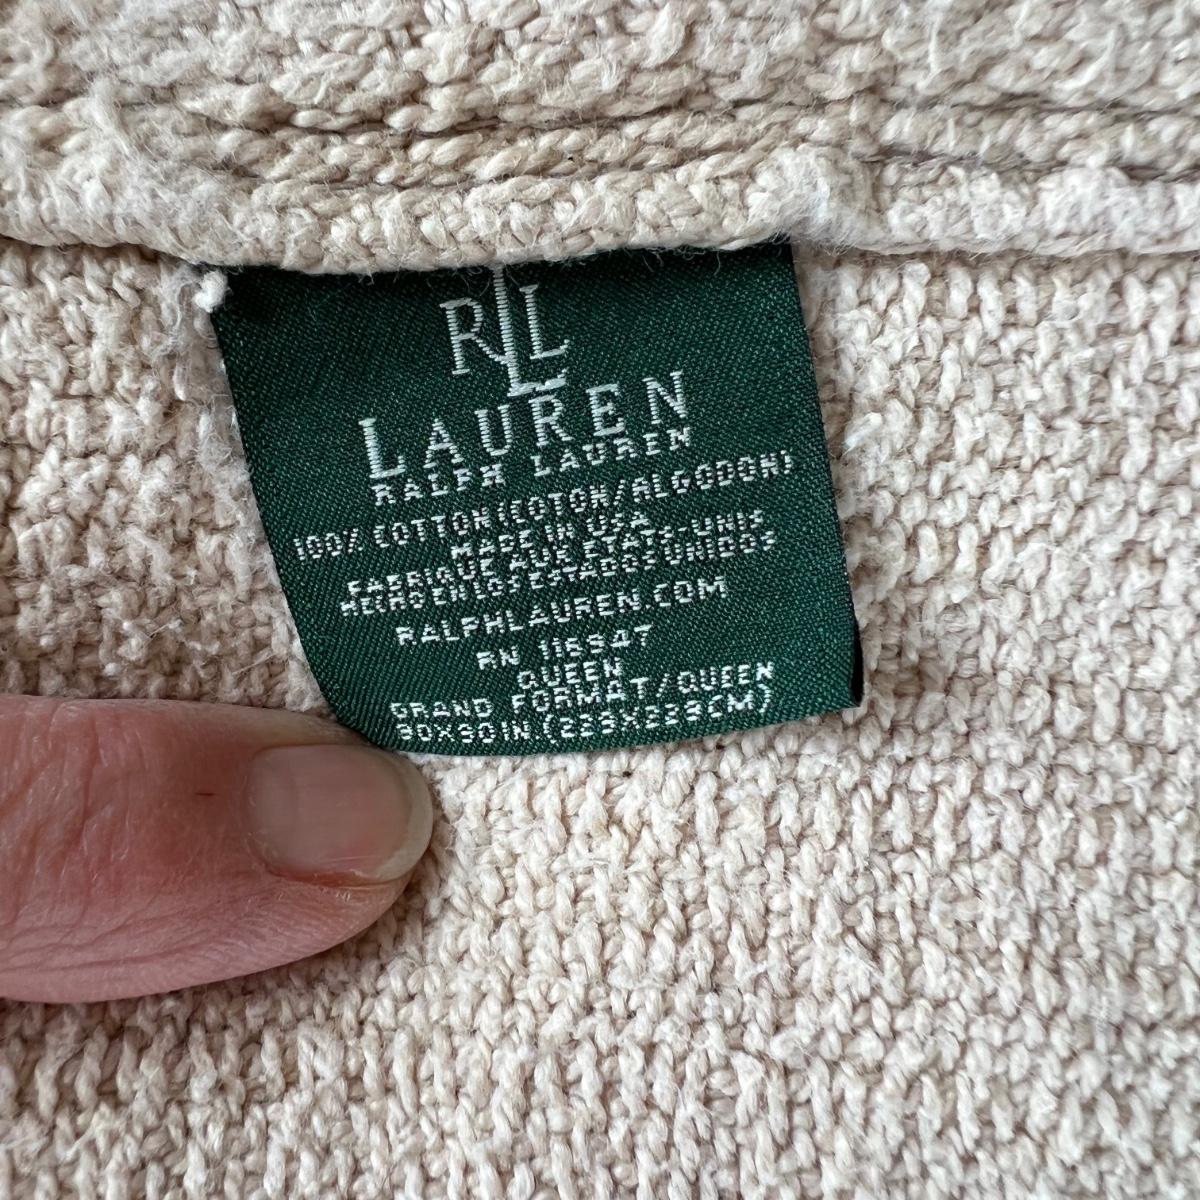 RLL
LAUREN
RALPH LAUREN
100% COTTON (COTON/ALGODON)
MADE IN USA
FABRIQUE AUX ETATS-UNIS
HECHO EN LOS ESTADOS UNIDOS
RALPHLAUREN.COM
RN 116947
QUEEN
GRAND FORMAT/QUEEN
90X90IN (229X229CM)